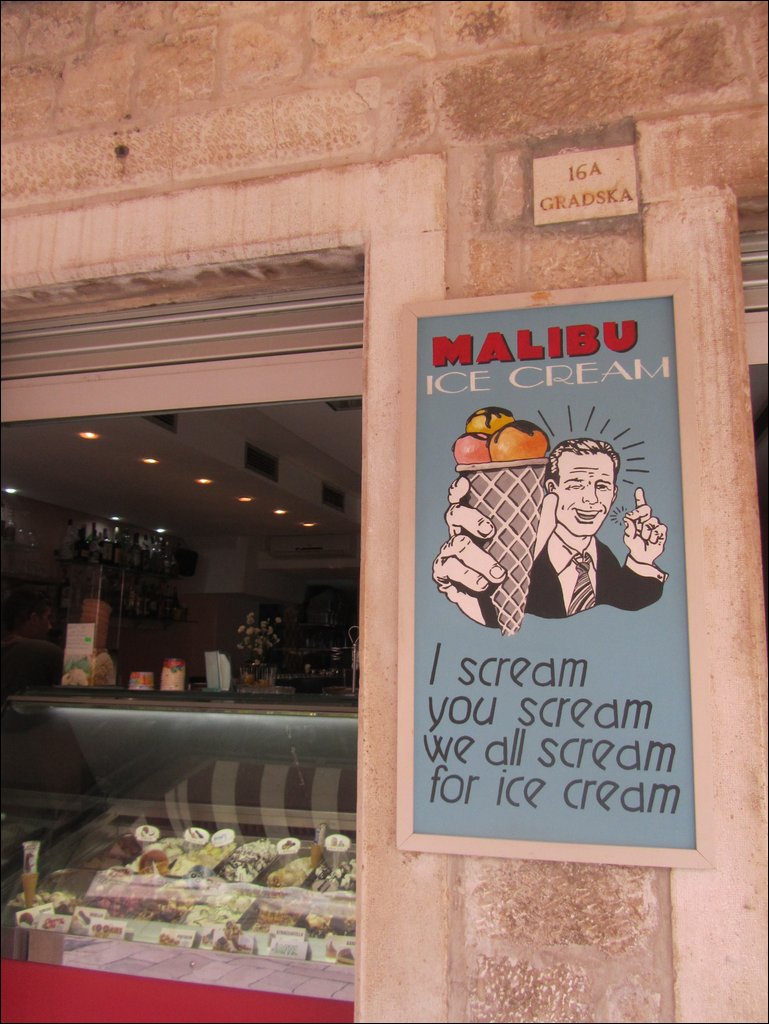 16A
GRADSKA
MALIBU
ICE CREAM
I scream
you scream
we all scream
for ice cream